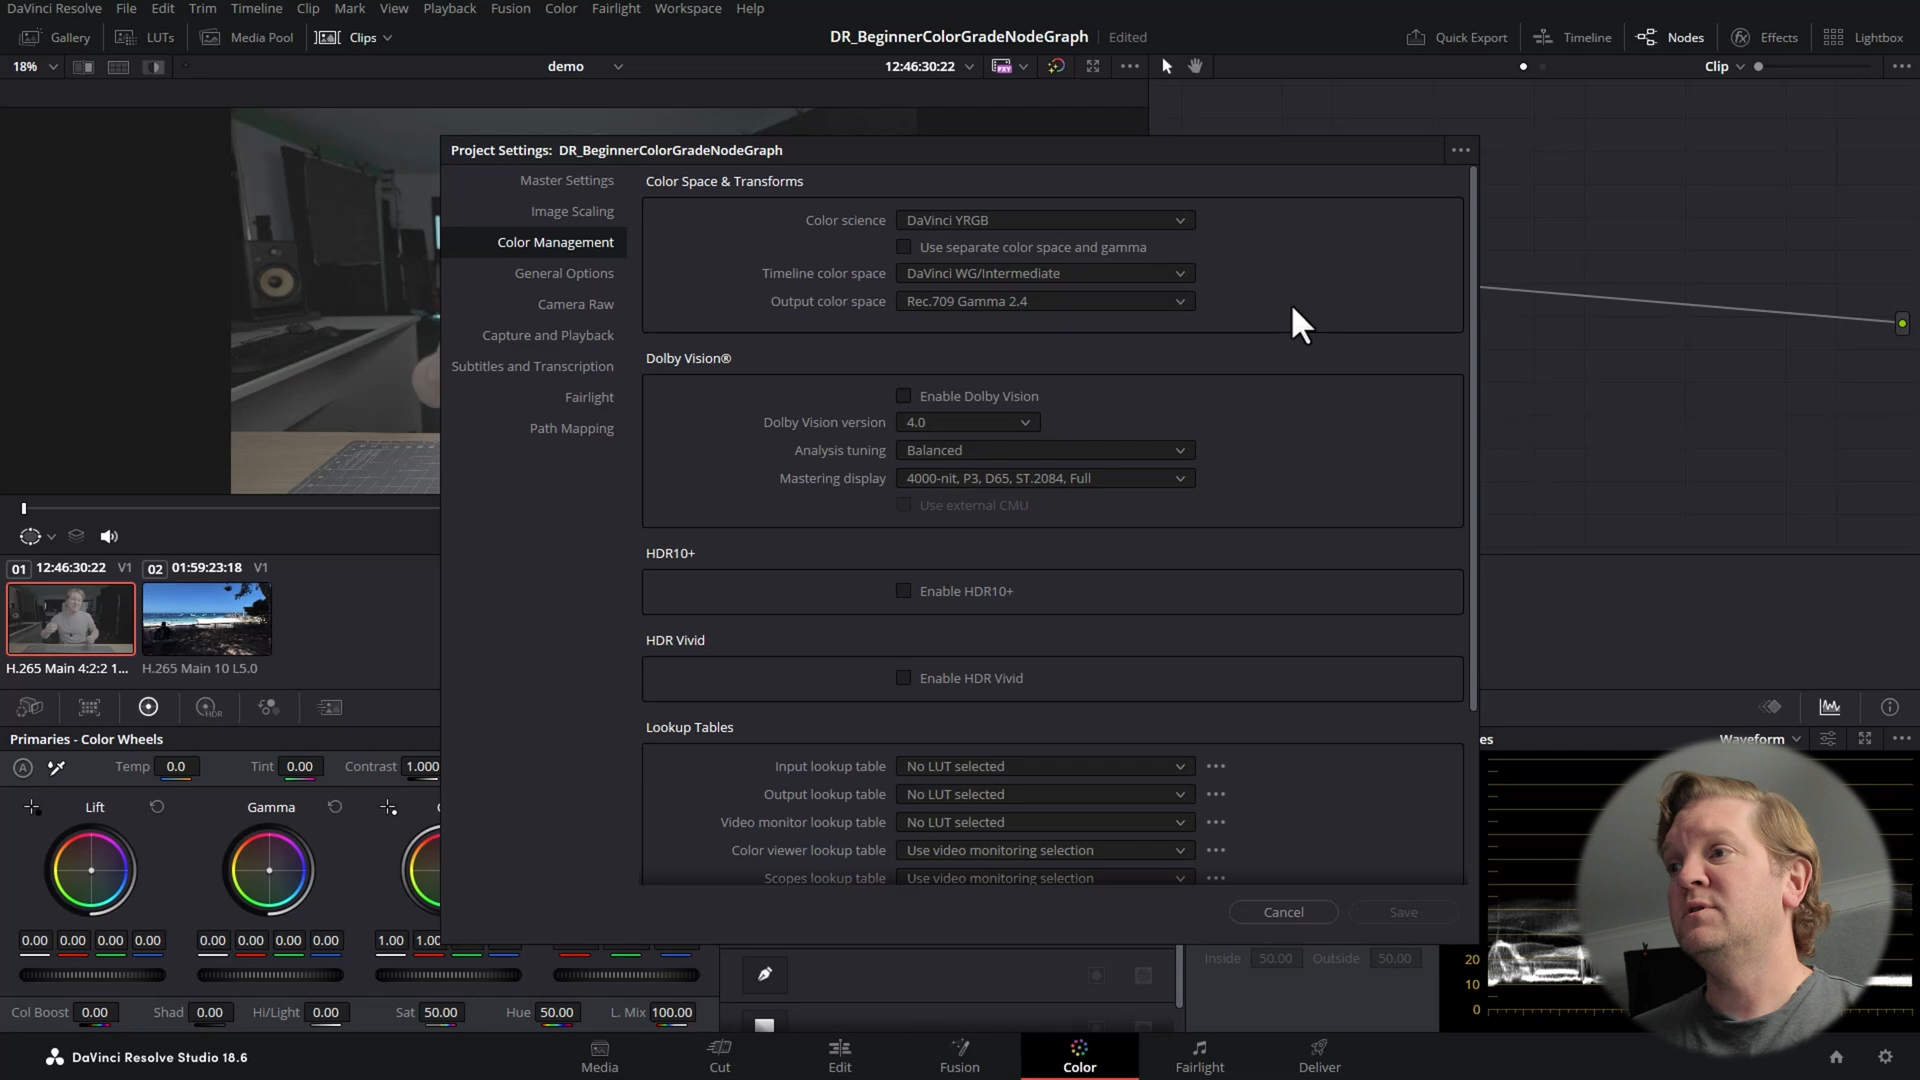 DaVinci Resolve File Edit Trim Timeline Clip Mark View Playback Fusion Color Fairlight Workspace Help
Gallery LUTs Media Pool Clips DR_BeginnerColorGradeNodeGraph Edited Quick Export Timeline Nodes Effects Lightbox
18% demo 12:46:30:22 Clip
Project Settings: DR_BeginnerColorGradeNodeGraph
Master Settings
Image Scaling
Color Management
General Options
Camera Raw
Capture and Playback
Subtitles and Transcription
Fairlight
Path Mapping
Color Space & Transforms
Color science DaVinci YRGB
Use separate color space and gamma
Timeline color space DaVinci WG/Intermediate
Output color space Rec.709 Gamma 2.4
Dolby Vision®
Enable Dolby Vision
Dolby Vision version 4.0
Analysis tuning Balanced
Mastering display 4000-nit, P3, D65, ST.2084, Full
Use external CMU
HDR10+
Enable HDR10+
HDR Vivid
Enable HDR Vivid
Lookup Tables
Input lookup table No LUT selected
Output lookup table No LUT selected
Video monitor lookup table No LUT selected
Color viewer lookup table Use video monitoring selection
Scopes lookup table Use video monitoring selection
Cancel Save
01 12:46:30:22 V1 02 01:59:23:18 V1
H.265 Main 4:2:2 1... H.265 Main 10 L5.0
HDR
Primaries - Color Wheels
Temp 0.0 Tint 0.00 Contrast 1.000
Lift Gamma
0.00 0.00 0.00 0.00 0.00 0.00 0.00 0.00 1.00
Col Boost 0.00 Shad 0.00 Hi/Light 0.00 Sat 50.00 Hue 50.00 L. Mix 100.00
Inside 50.00 Outside 50.00
es Waveform
20
10
0
DaVinci Resolve Studio 18.6
Media Cut Edit Fusion Color Fairlight Deliver